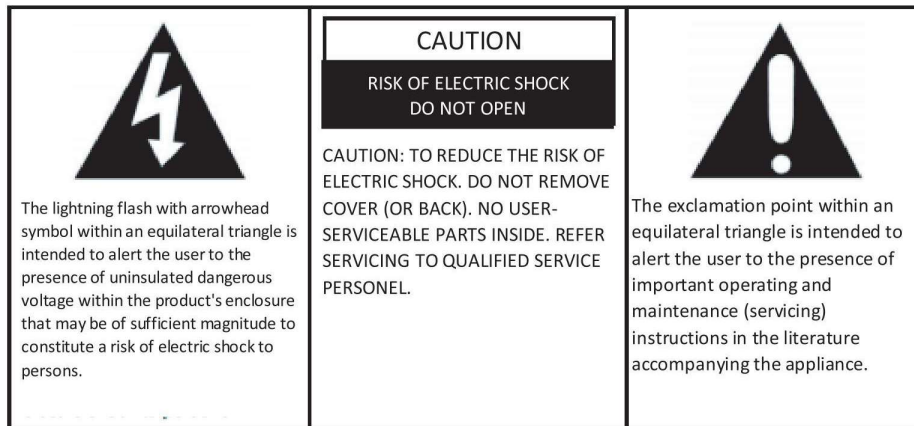 The lightning flash with arrowhead
symbol within an equilateral triangle is
intended to alert the user to the
presence of uninsulated dangerous
voltage within the product's enclosure
that may be of sufficient magnitude to
constitute a risk of electric shock to
persons.
CAUTION
RISK OF ELECTRIC SHOCK
DO NOT OPEN
CAUTION: TO REDUCE THE RISK OF
ELECTRIC SHOCK. DO NOT REMOVE
COVER (OR BACK). NO USER-
SERVICEABLE PARTS INSIDE. REFER
SERVICING TO QUALIFIED SERVICE
PERSONEL.
The exclamation point within an
equilateral triangle is intended to
alert the user to the presence of
important operating and
maintenance (servicing)
instructions in the literature
accompanying the appliance.